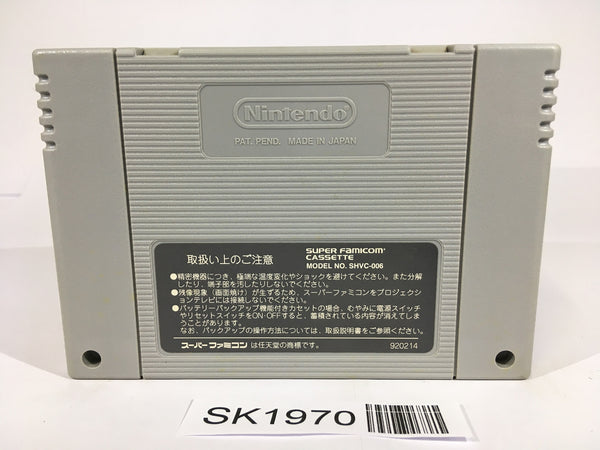 Nintendo
PAT. PEND. MADE IN JAPAN
取扱い上のご注意
SUPER FAMICOM
CASSETTE
MODEL NO. SHVC-006
●精密機器につき、極端な温度変化やショックを避けてください。また分解
したり、端子部を汚したりしないでください。
●残像現象(画面焼け)が生ずるため、スーパーファミコンをプロジェクシ
ョンテレビには接続しないでください。
●バッテリーバックアップ機能付きカセットの場合、むやみに電源スイッチ
やリセットスイッチをON・OFFすると、蓄積されている内容が消えてしま
うことがあります。
なお、バックアップの操作方法については、取扱説明書をご参照ください。
スーパーファミコンは任天堂の商標です。 920214
SK1970